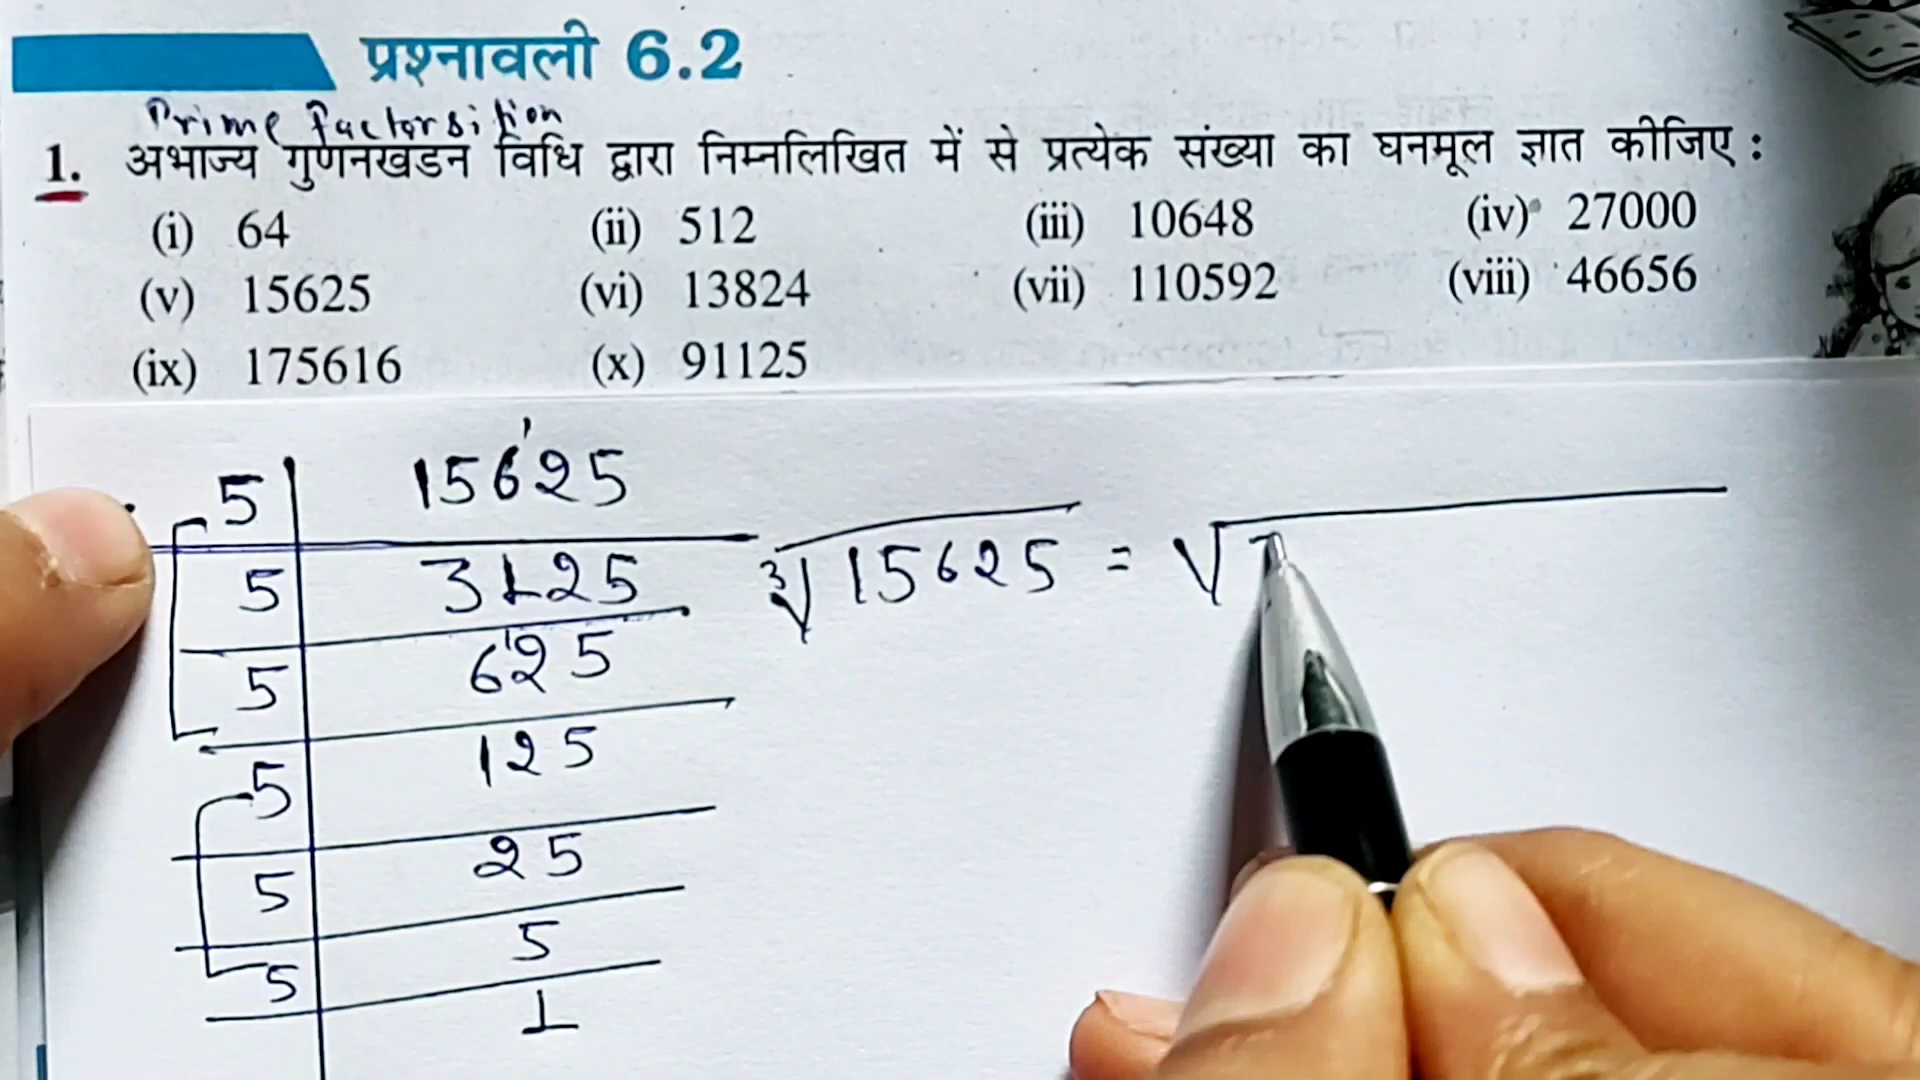 प्रश्नावली 6.2
Prime factorsition
1. अभाज्य गुणनखंडन विधि द्वारा निम्नलिखित में से प्रत्येक संख्या का घनमूल ज्ञात कीजिए :
(i) 64 (ii) 512 (iii) 10648 (iv) 27000
(v) 15625 (vi) 13824 (vii) 110592 (viii) 46656
(ix) 175616 (x) 91125
5 | 15625
5 | 3125
5 | 625
5 | 125
5 | 25
5 | 5
1
∛15625 = √